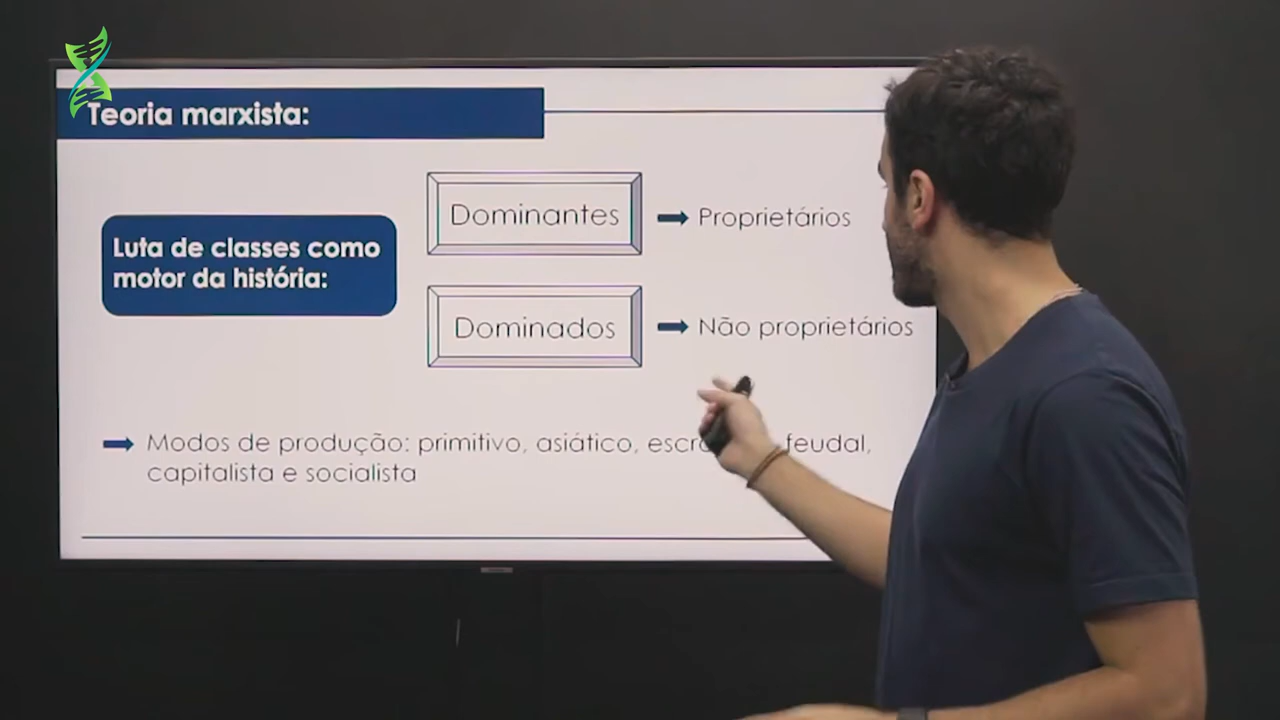 Teoria marxista:
Dominantes
Proprietários
Luta de classes como
motor da história:
Dominados
Não proprietários
Modos de produção: primitivo, asiático, feudal,
capitalista e socialista